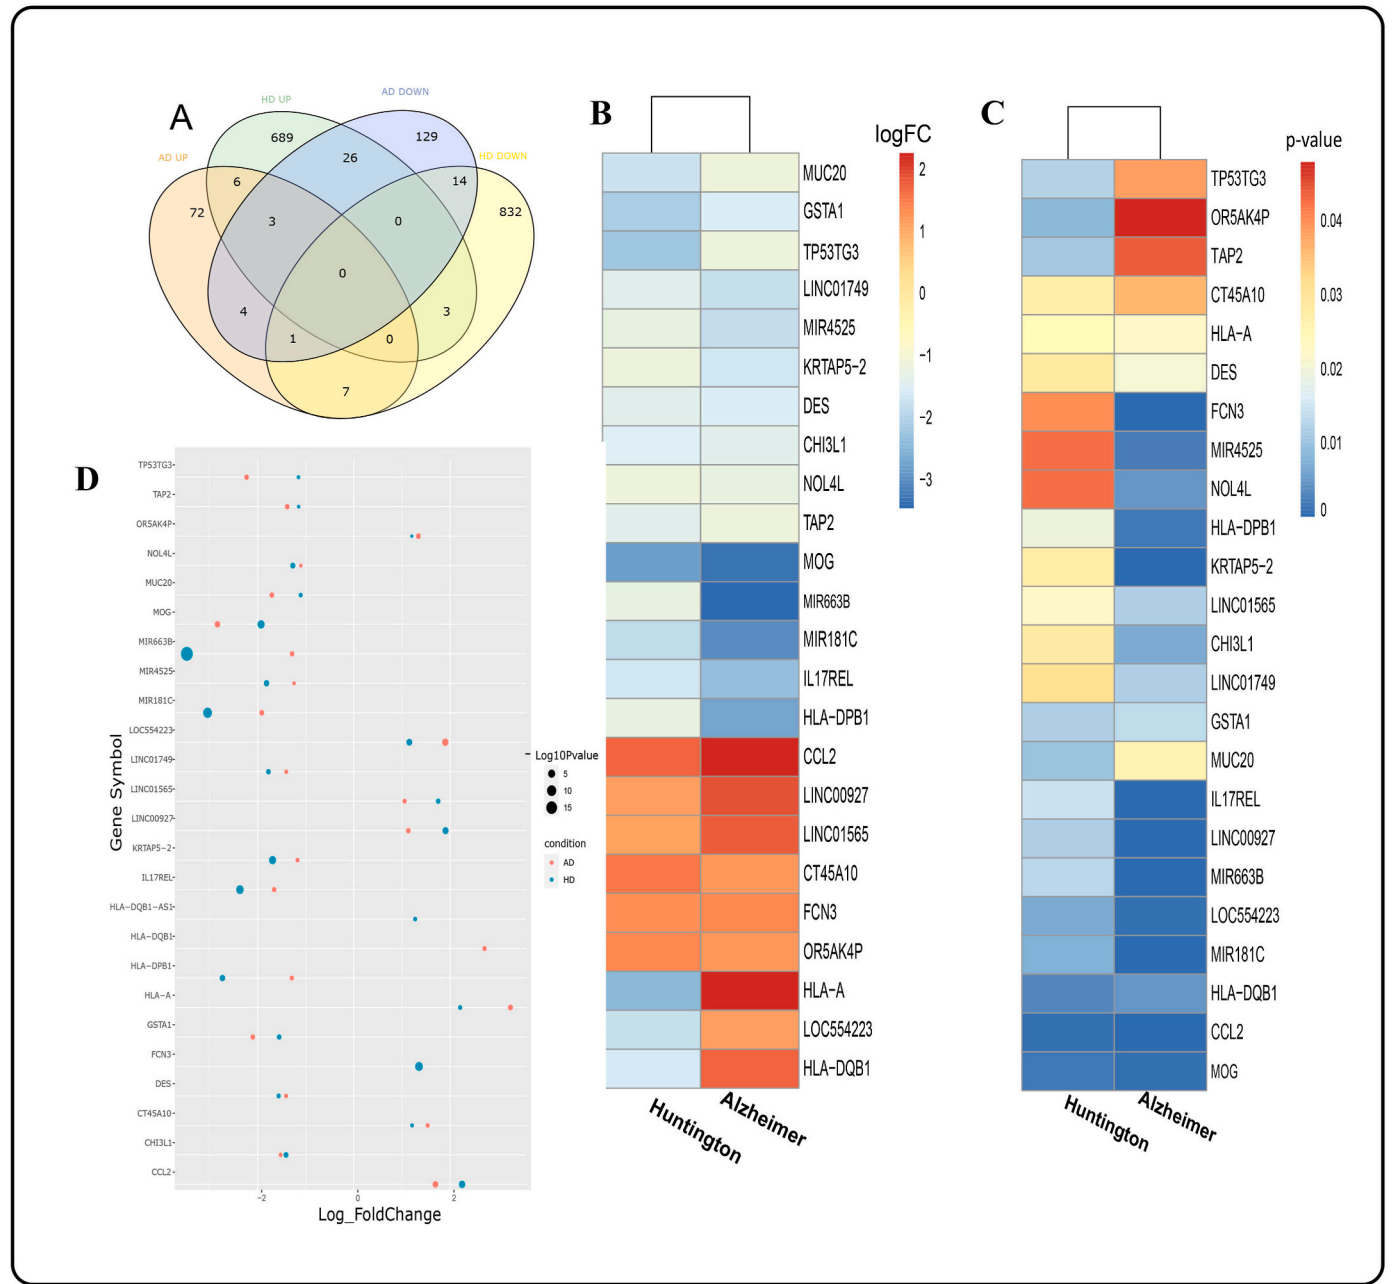 A
HD UP
AD DOWN
AD UP
HD DOWN
689
129
26
6
14
72
3
0
832
0
4
3
1
0
7
B
logFC
2
1
0
−1
−2
−3
MUC20
GSTA1
TP53TG3
LINC01749
MIR4525
KRTAP5−2
DES
CHI3L1
NOL4L
TAP2
MOG
MIR663B
MIR181C
IL17REL
HLA−DPB1
CCL2
LINC00927
LINC01565
CT45A10
FCN3
OR5AK4P
HLA−A
LOC554223
HLA−DQB1
Huntington
Alzheimer
C
p-value
0.04
0.03
0.02
0.01
0
TP53TG3
OR5AK4P
TAP2
CT45A10
HLA−A
DES
FCN3
MIR4525
NOL4L
HLA−DPB1
KRTAP5−2
LINC01565
CHI3L1
LINC01749
GSTA1
MUC20
IL17REL
LINC00927
MIR663B
LOC554223
MIR181C
HLA−DQB1
CCL2
MOG
Huntington
Alzheimer
D
Gene Symbol
TP53TG3
TAP2
OR5AK4P
NOL4L
MUC20
MOG
MIR663B
MIR4525
MIR181C
LOC554223
LINC01749
LINC01565
LINC00927
KRTAP5−2
IL17REL
HLA−DQB1−AS1
HLA−DQB1
HLA−DPB1
HLA−A
GSTA1
FCN3
DES
CT45A10
CHI3L1
CCL2
−2
0
2
Log_FoldChange
− Log10Pvalue
5
10
15
condition
AD
HD